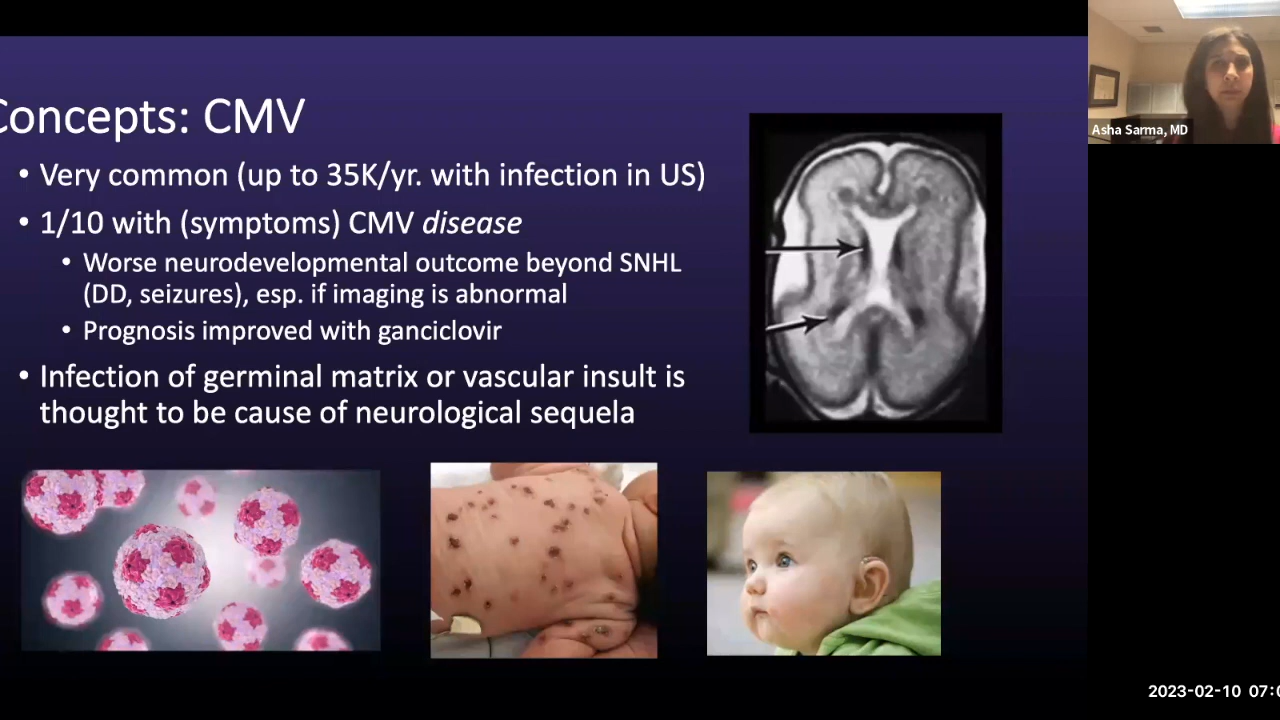 Concepts: CMV
• Very common (up to 35K/yr. with infection in US)
• 1/10 with (symptoms) CMV disease
• Worse neurodevelopmental outcome beyond SNHL
(DD, seizures), esp. if imaging is abnormal
• Prognosis improved with ganciclovir
• Infection of germinal matrix or vascular insult is
thought to be cause of neurological sequela
Asha Sarma, MD
2023-02-10 07:0